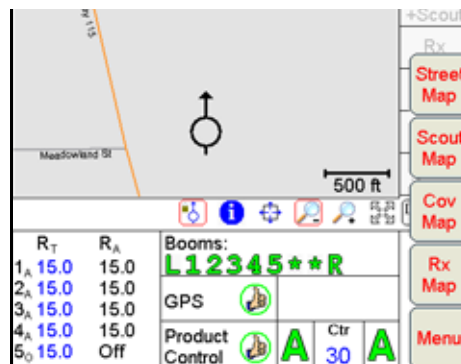 +Scout
Rx
Street
Map
Scout
Map
Cov
Map
Rx
Map
Menu
115
Meadowland St
500 ft
RT RA
1A 15.0 15.0
2A 15.0 15.0
3A 15.0 15.0
4A 15.0 15.0
5O 15.0 Off
Booms:
L12345**R
GPS
Product
Control
A
Ctr
30
A